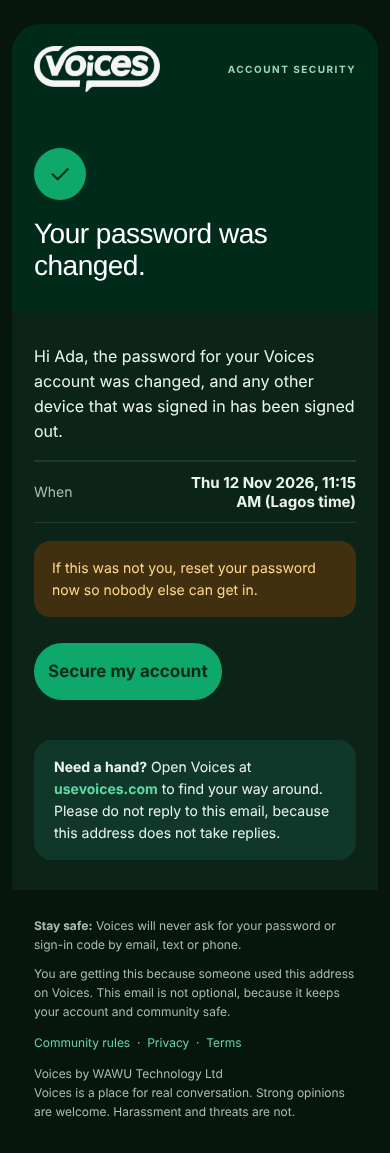 Voices
ACCOUNT SECURITY
Your password was
changed.
Hi Ada, the password for your Voices
account was changed, and any other
device that was signed in has been signed
out.
When
Thu 12 Nov 2026, 11:15
AM (Lagos time)
If this was not you, reset your password
now so nobody else can get in.
Secure my account
Need a hand? Open Voices at
usevoices.com to find your way around.
Please do not reply to this email, because
this address does not take replies.
Stay safe: Voices will never ask for your password or
sign-in code by email, text or phone.
You are getting this because someone used this address
on Voices. This email is not optional, because it keeps
your account and community safe.
Community rules · Privacy · Terms
Voices by WAWU Technology Ltd
Voices is a place for real conversation. Strong opinions
are welcome. Harassment and threats are not.